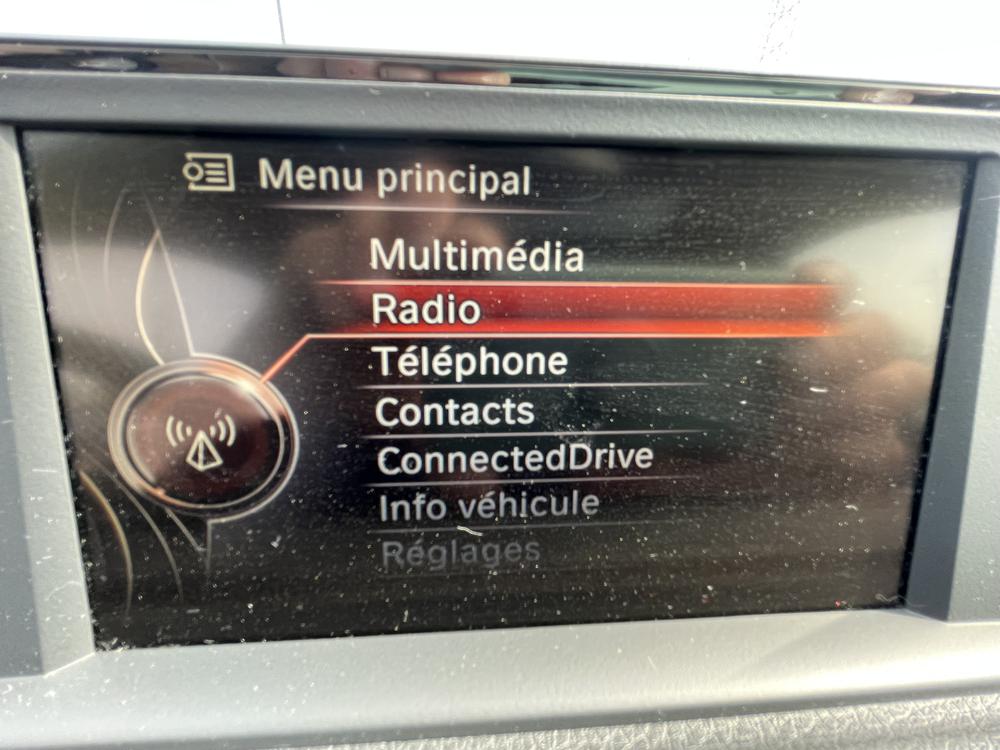 Menu principal
Multimédia
Radio
Téléphone
Contacts
ConnectedDrive
Info véhicule
Réglages